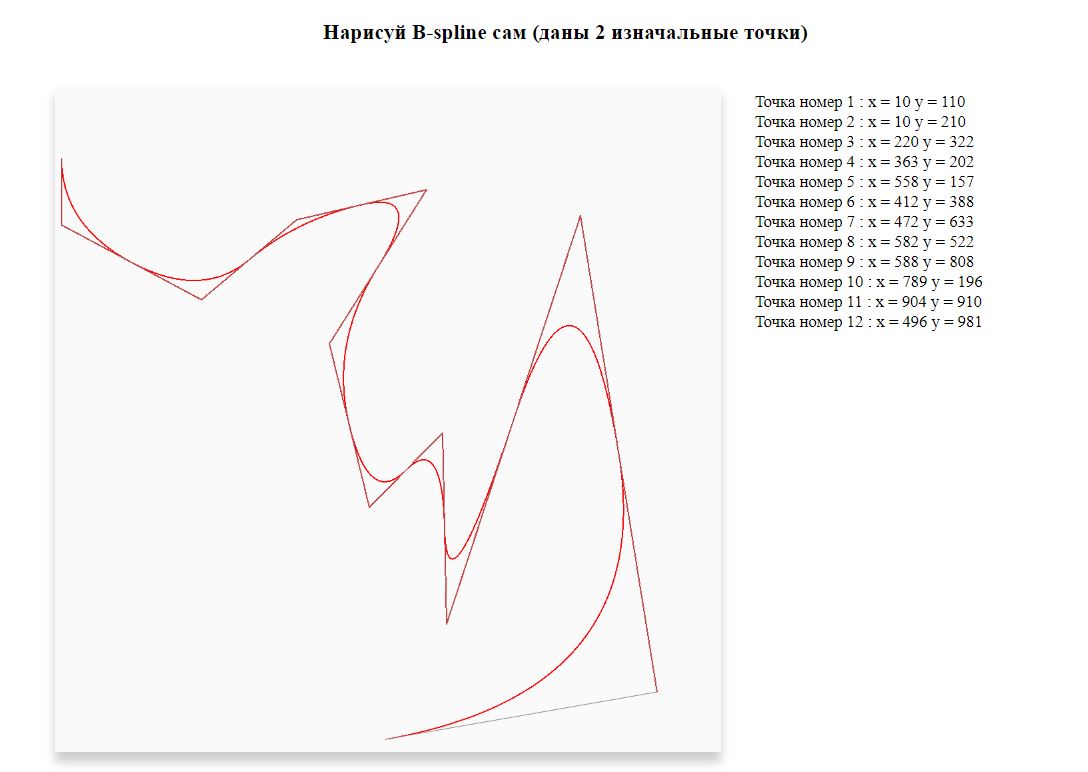 Нарисуй B-spline сам (даны 2 изначальные точки)
Точка номер 1 : x = 10 y = 110
Точка номер 2 : x = 10 y = 210
Точка номер 3 : x = 220 y = 322
Точка номер 4 : x = 363 y = 202
Точка номер 5 : x = 558 y = 157
Точка номер 6 : x = 412 y = 388
Точка номер 7 : x = 472 y = 633
Точка номер 8 : x = 582 y = 522
Точка номер 9 : x = 588 y = 808
Точка номер 10 : x = 789 y = 196
Точка номер 11 : x = 904 y = 910
Точка номер 12 : x = 496 y = 981